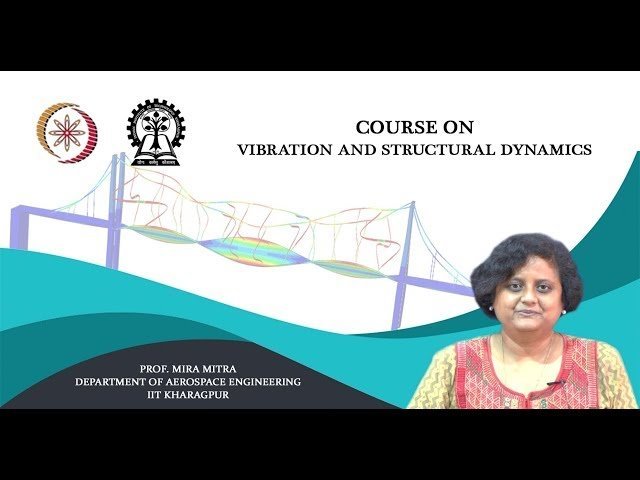 COURSE ON
VIBRATION AND STRUCTURAL DYNAMICS
PROF. MIRA MITRA
DEPARTMENT OF AEROSPACE ENGINEERING
IIT KHARAGPUR